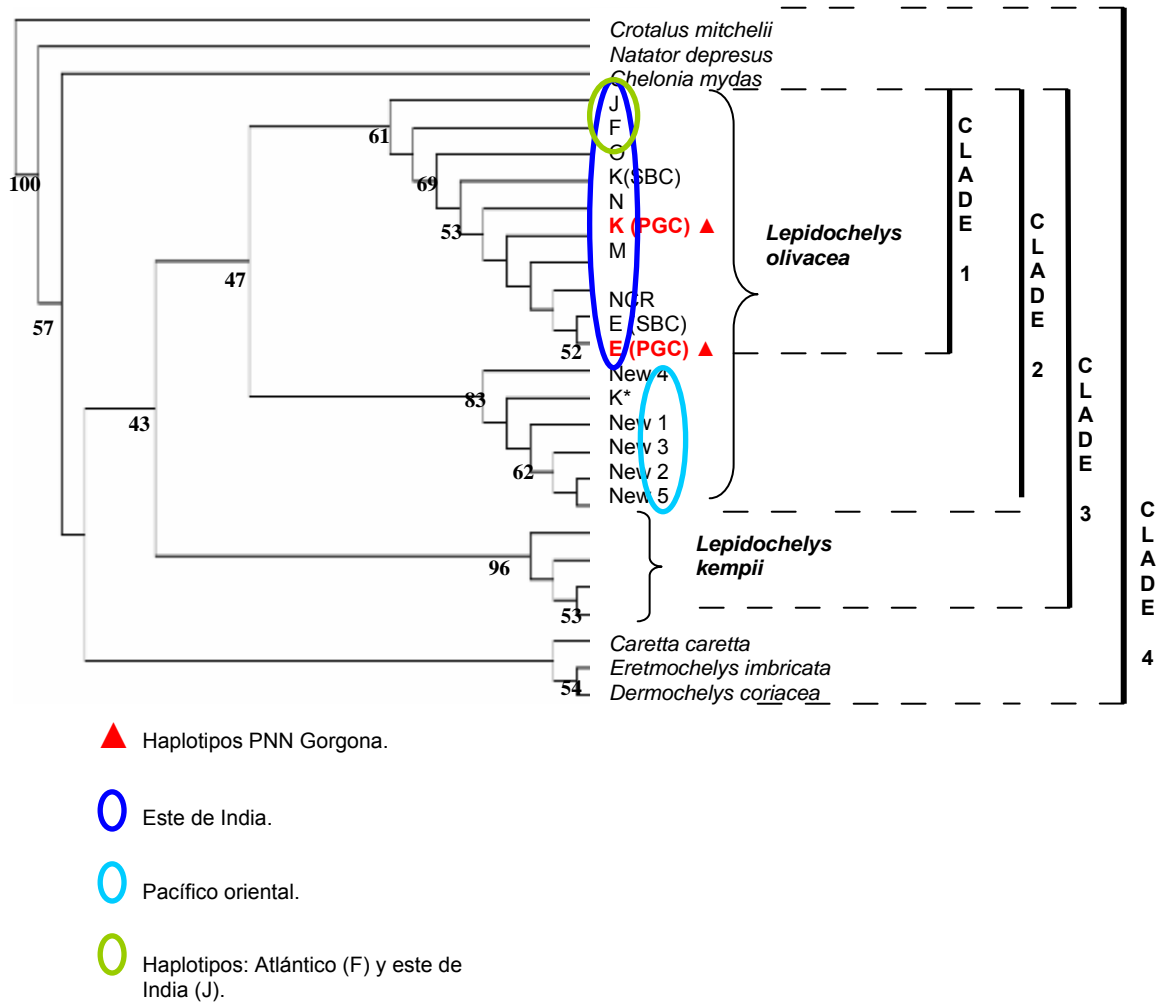 Crotalus mitchelii
Natator depresus
Chelonia mydas
J
F
O
K(SBC)
N
K (PGC)
M
NCR
E (SBC)
E (PGC)
New 4
K*
New 1
New 3
New 2
New 5
Caretta caretta
Eretmochelys imbricata
Dermochelys coriacea
100
57
43
47
61
69
53
52
83
62
96
53
54
Lepidochelys
olivacea
Lepidochelys
kempii
CLADE 1
CLADE 2
CLADE 3
CLADE 4
Haplotipos PNN Gorgona.
Este de India.
Pacífico oriental.
Haplotipos: Atlántico (F) y este de
India (J).